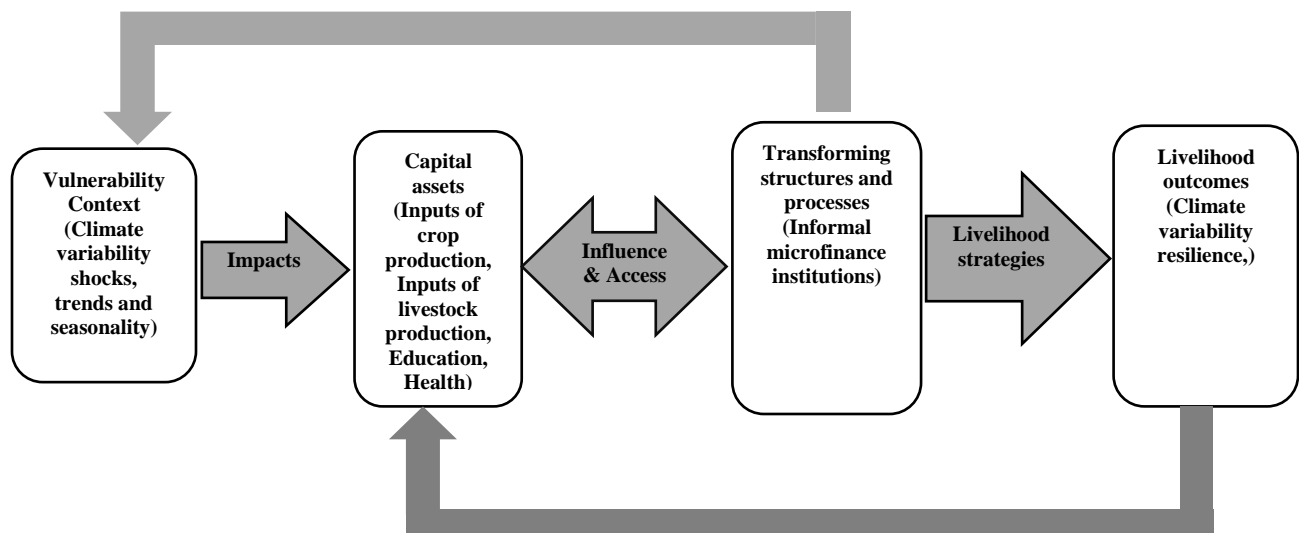 Vulnerability
Context
(Climate
variability
shocks,
trends and
seasonality)
Impacts
Capital
assets
(Inputs of
crop
production,
Inputs of
livestock
production,
Education,
Health)
Influence
& Access
Transforming
structures and
processes
(Informal
microfinance
institutions)
Livelihood
strategies
Livelihood
outcomes
(Climate
variability
resilience,)